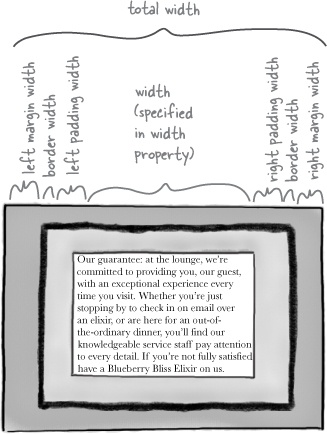 total width
left margin width
border width
left padding width
width
(specified
in width
property)
right padding width
border width
right margin width
Our guarantee: at the lounge, we're
committed to providing you, our guest,
with an exceptional experience every
time you visit. Whether you're just
stopping by to check in on email over
an elixir, or are here for an out-of-
the-ordinary dinner, you'll find our
knowledgeable service staff pay attention
to every detail. If you're not fully satisfied
have a Blueberry Bliss Elixir on us.